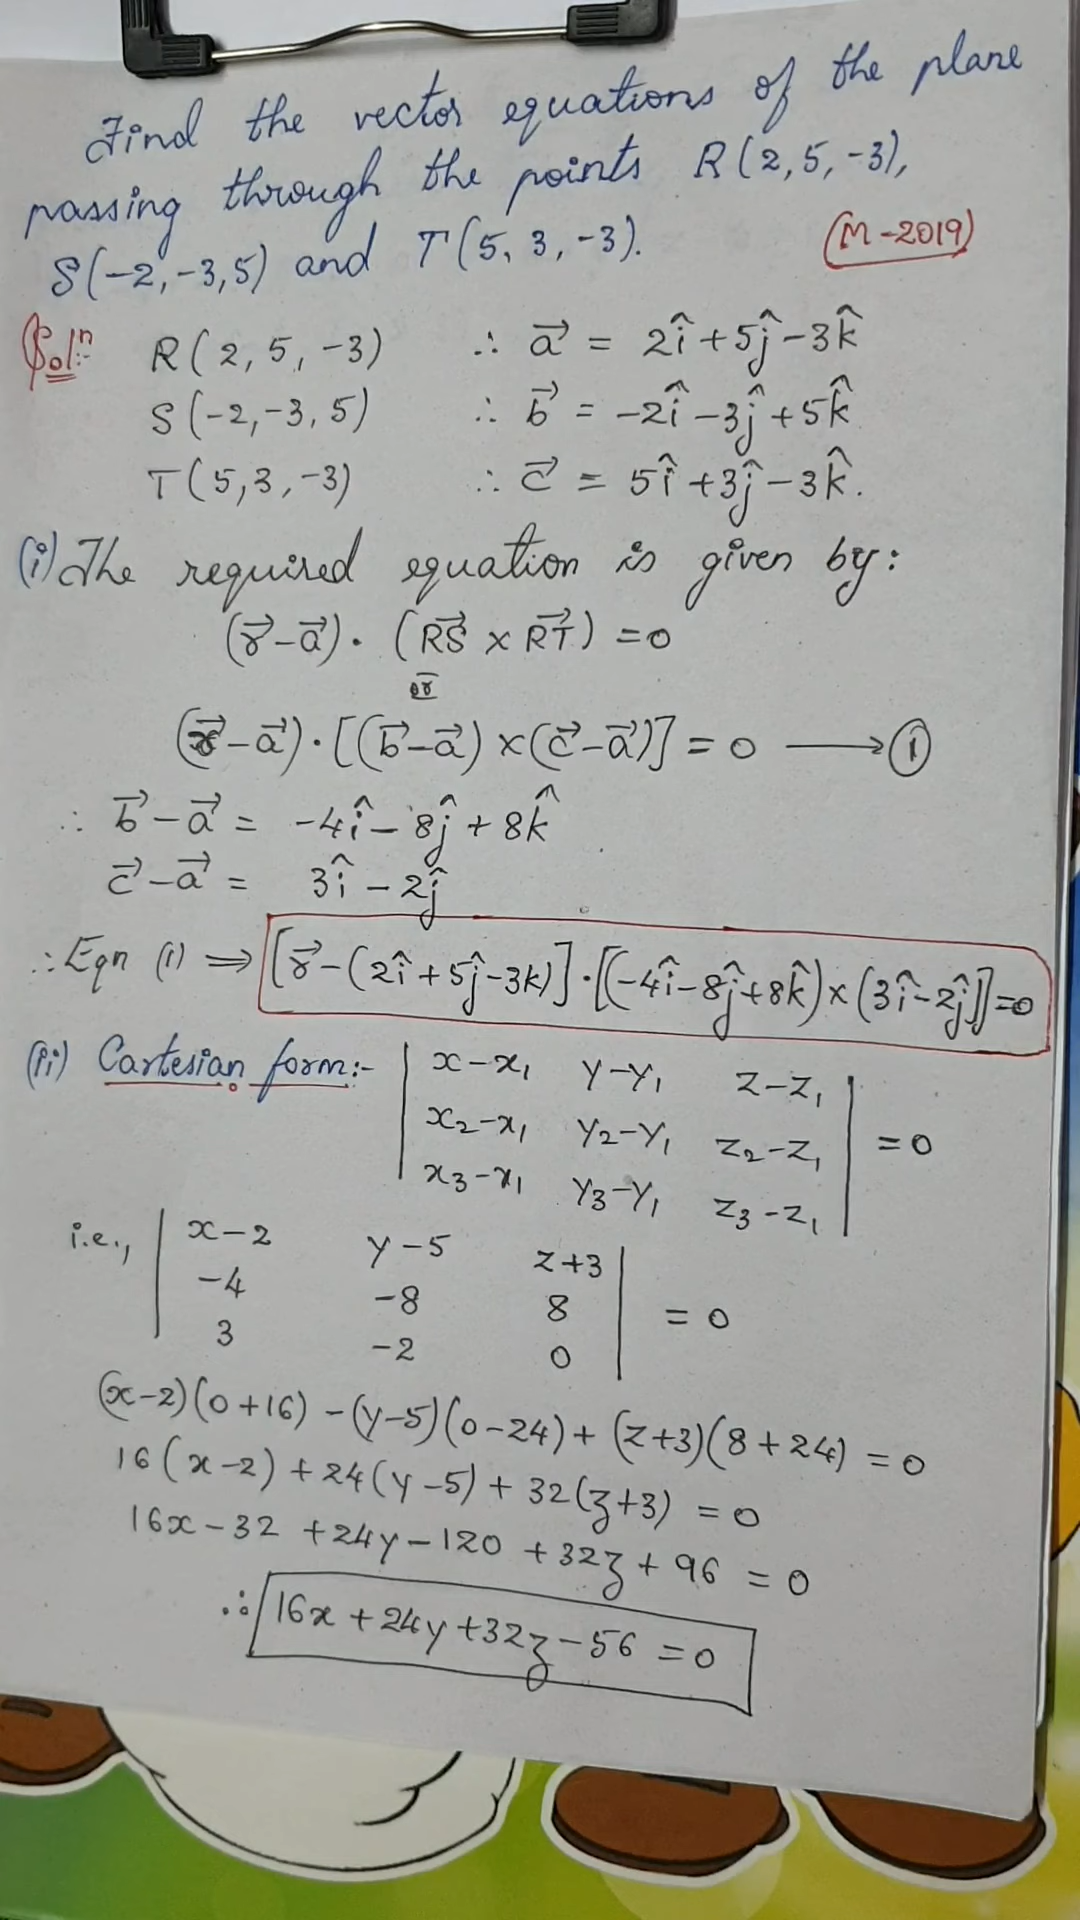 Find the vector equations of the plane
passing through the points R(2, 5, -3),
S(-2, -3, 5) and T(5, 3, -3).
(M-2019)
Solⁿ:- R(2, 5, -3) ∴ a⃗ = 2î + 5ĵ - 3k̂
S(-2, -3, 5) ∴ b⃗ = -2î - 3ĵ + 5k̂
T(5, 3, -3) ∴ c⃗ = 5î + 3ĵ - 3k̂.
(i) The required equation is given by:
(r⃗ - a⃗) · (RS⃗ × RT⃗) = 0
or
(r⃗ - a⃗) · [(b⃗ - a⃗) × (c⃗ - a⃗)] = 0 ⟶ ①
∴ b⃗ - a⃗ = -4î - 8ĵ + 8k̂
c⃗ - a⃗ = 3î - 2ĵ
∴ Eqn (1) ⇒ [r⃗ - (2î + 5ĵ - 3k)] · [(-4î - 8ĵ + 8k̂) × (3î - 2ĵ)] = 0
(ii) Cartesian form:- | x-x₁ y-y₁ z-z₁ |
| x₂-x₁ y₂-y₁ z₂-z₁ | = 0
| x₃-x₁ y₃-y₁ z₃-z₁ |
i.e., | x-2 y-5 z+3 |
| -4 -8 8 | = 0
| 3 -2 0 |
(x-2)(0+16) - (y-5)(0-24) + (z+3)(8+24) = 0
16(x-2) + 24(y-5) + 32(z+3) = 0
16x - 32 + 24y - 120 + 32z + 96 = 0
∴ 16x + 24y + 32z - 56 = 0